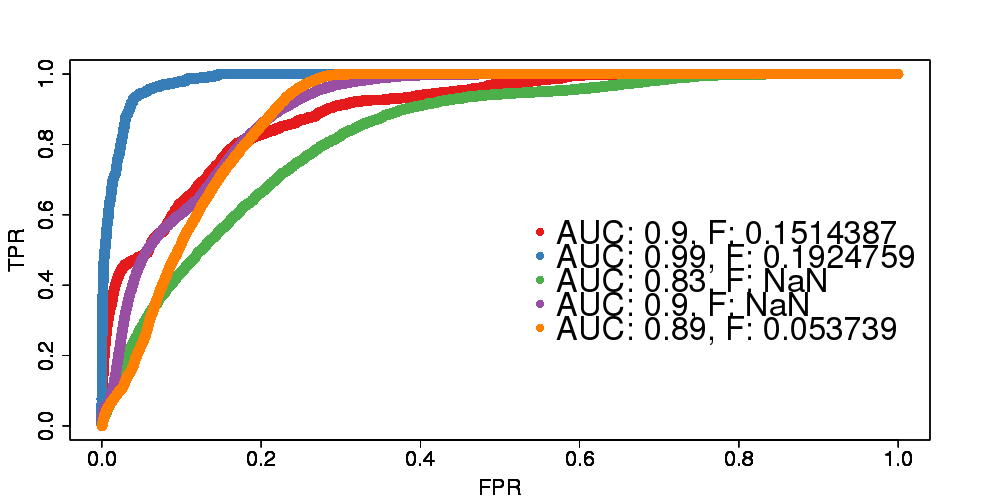 1.0
0.8
0.6
0.4
0.2
0.0
TPR
AUC: 0.9, F: 0.1514387
AUC: 0.99, F: 0.1924759
AUC: 0.83, F: NaN
AUC: 0.9, F: NaN
AUC: 0.89, F: 0.053739
0.0 0.2 0.4 0.6 0.8 1.0
FPR